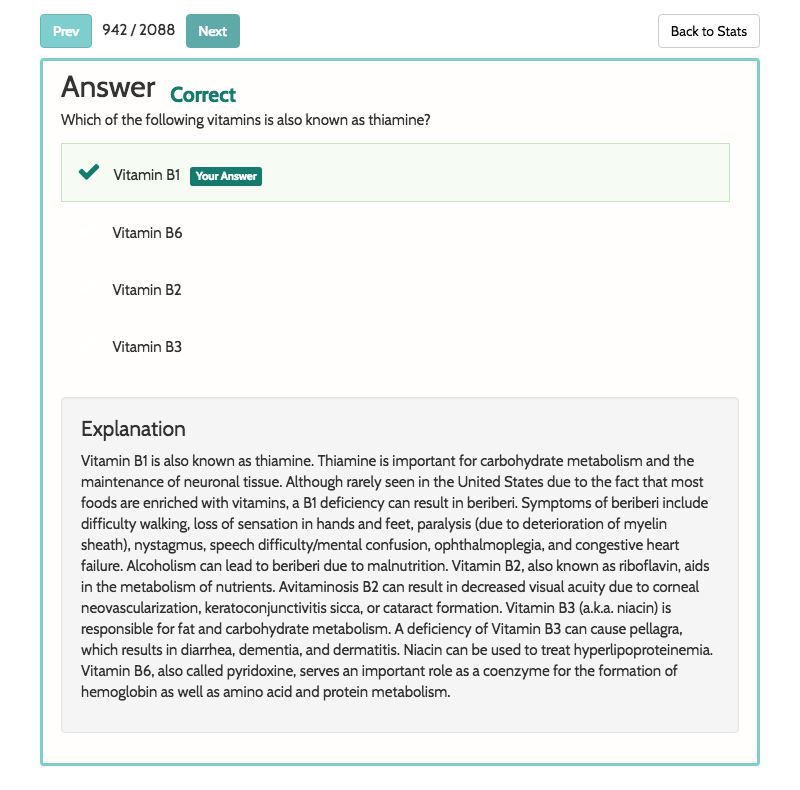 Prev 942 / 2088 Next Back to Stats
Answer Correct
Which of the following vitamins is also known as thiamine?
Vitamin B1 Your Answer
Vitamin B6
Vitamin B2
Vitamin B3
Explanation
Vitamin B1 is also known as thiamine. Thiamine is important for carbohydrate metabolism and the
maintenance of neuronal tissue. Although rarely seen in the United States due to the fact that most
foods are enriched with vitamins, a B1 deficiency can result in beriberi. Symptoms of beriberi include
difficulty walking, loss of sensation in hands and feet, paralysis (due to deterioration of myelin
sheath), nystagmus, speech difficulty/mental confusion, ophthalmoplegia, and congestive heart
failure. Alcoholism can lead to beriberi due to malnutrition. Vitamin B2, also known as riboflavin, aids
in the metabolism of nutrients. Avitaminosis B2 can result in decreased visual acuity due to corneal
neovascularization, keratoconjunctivitis sicca, or cataract formation. Vitamin B3 (a.k.a. niacin) is
responsible for fat and carbohydrate metabolism. A deficiency of Vitamin B3 can cause pellagra,
which results in diarrhea, dementia, and dermatitis. Niacin can be used to treat hyperlipoproteinemia.
Vitamin B6, also called pyridoxine, serves an important role as a coenzyme for the formation of
hemoglobin as well as amino acid and protein metabolism.